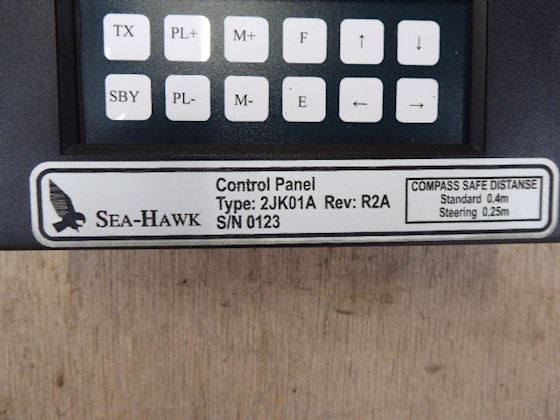 TX PL+ M+ F ↑ ↓
SBY PL- M- E ← →
SEA-HAWK
Control Panel
Type: 2JK01A Rev: R2A
S/N 0123
COMPASS SAFE DISTANSE
Standard 0,4m
Steering 0,25m